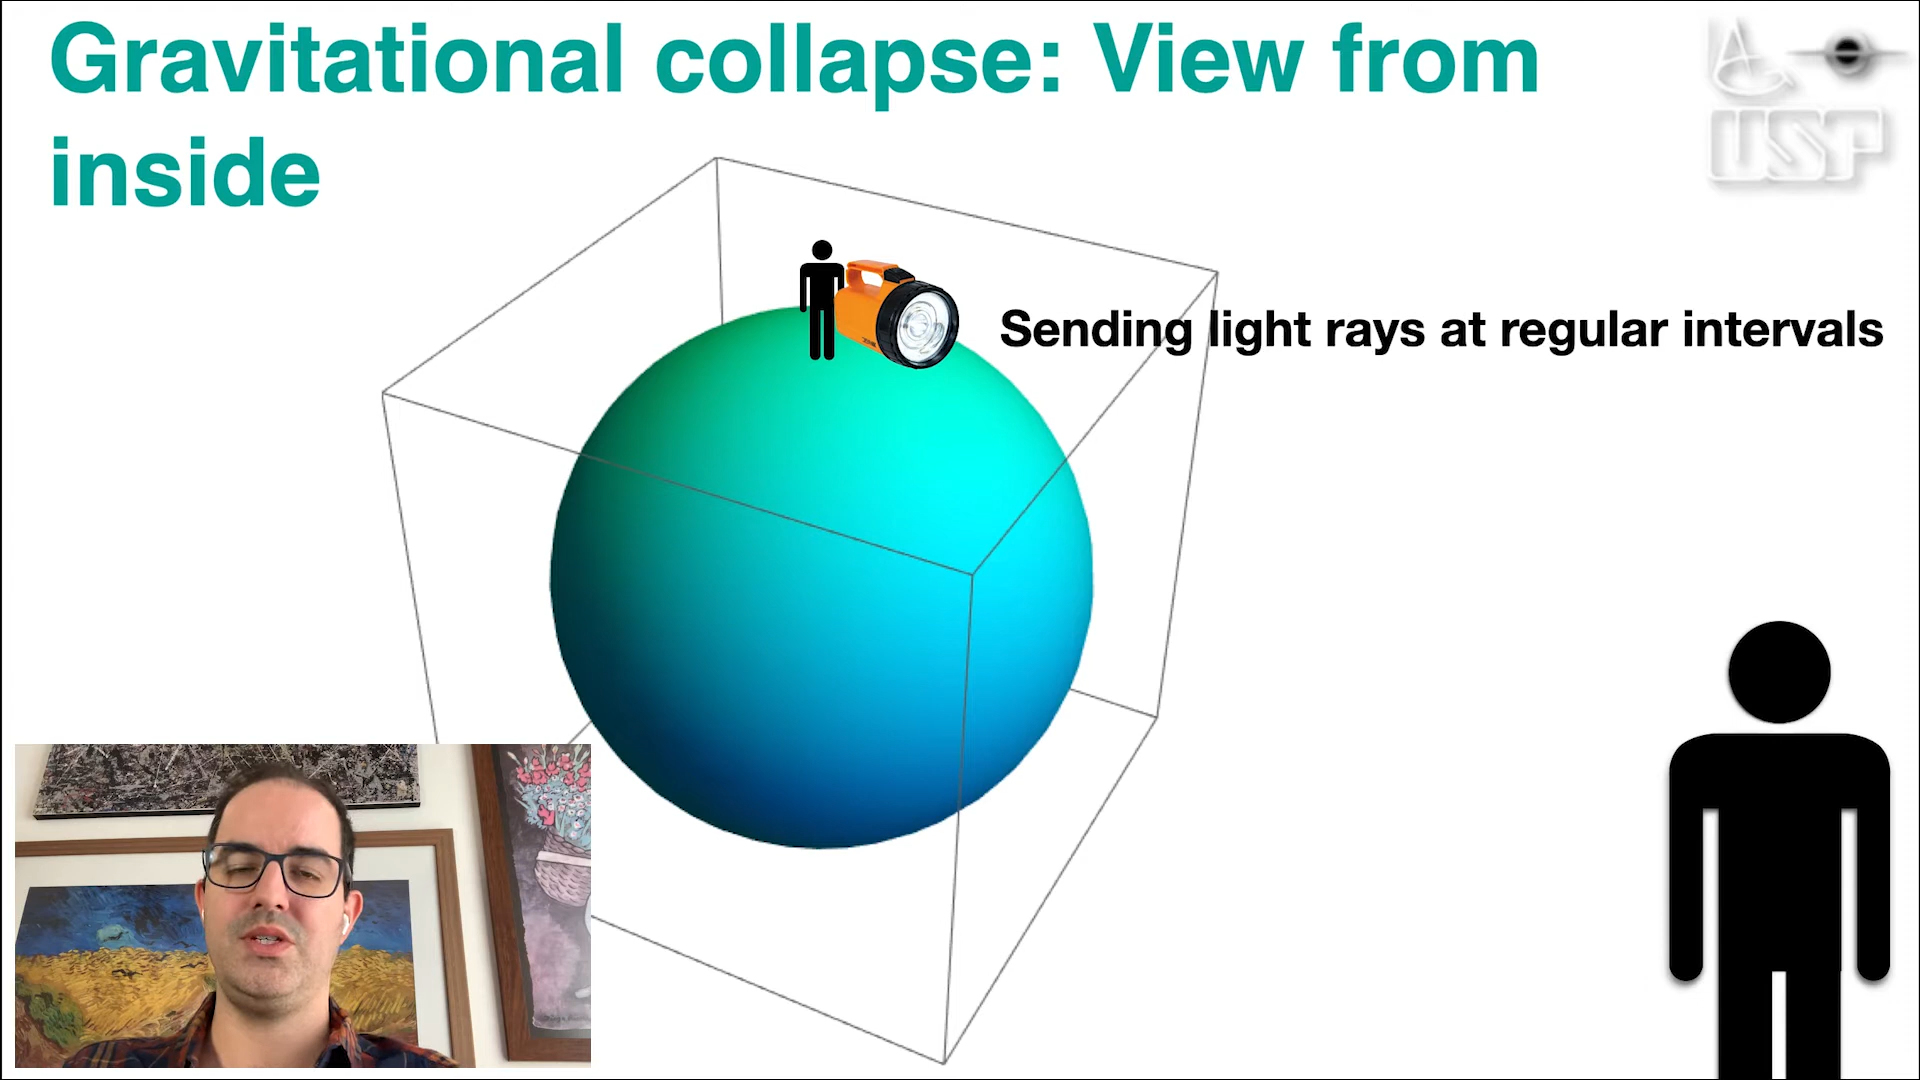 Gravitational collapse: View from
inside
USP
Sending light rays at regular intervals